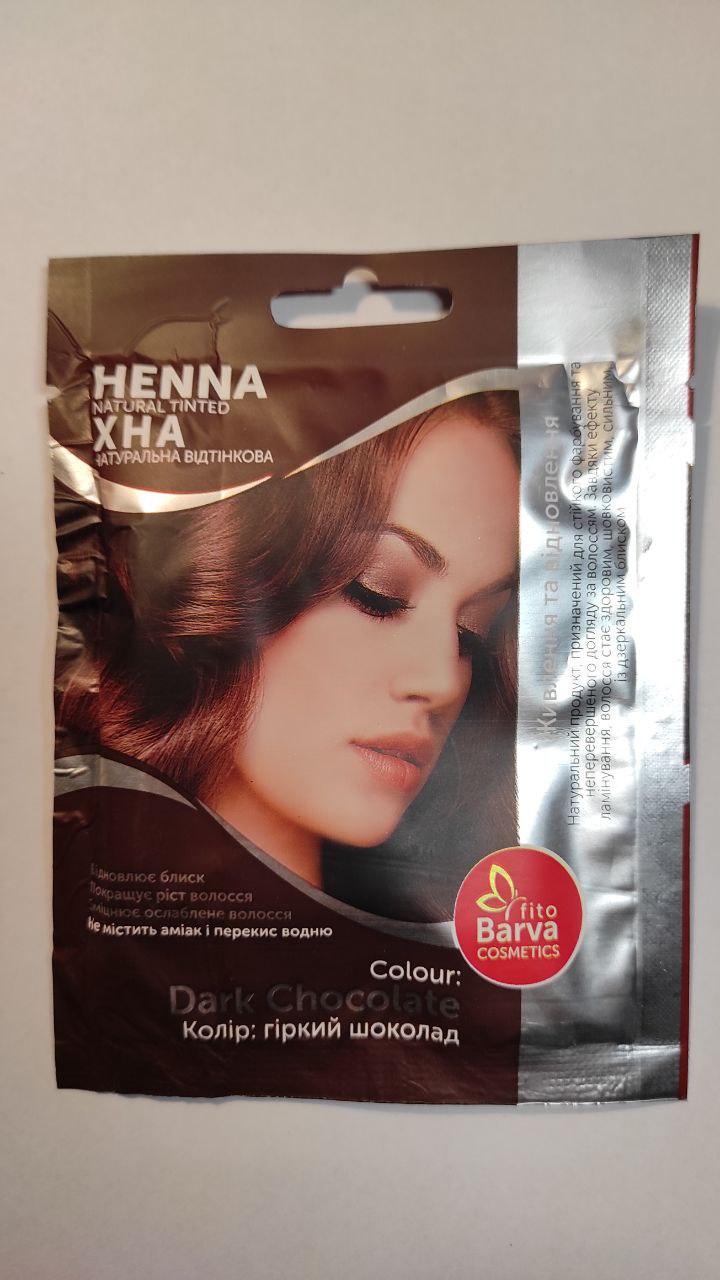 HENNA
NATURAL TINTED
ХНА
НАТУРАЛЬНА ВІДТІНКОВА
Живлення та відновлення
Натуральний продукт, призначений для стійкого фарбування та
неперевершеного догляду за волоссям. Завдяки ефекту
ламінування, волосся стає здоровим, шовковистим, сильним,
із дзеркальним блиском
Відновлює блиск
Покращує ріст волосся
Зміцнює ослаблене волосся
Не містить аміак і перекис водню
fito
Barva
COSMETICS
Colour:
Dark Chocolate
Колір: гіркий шоколад